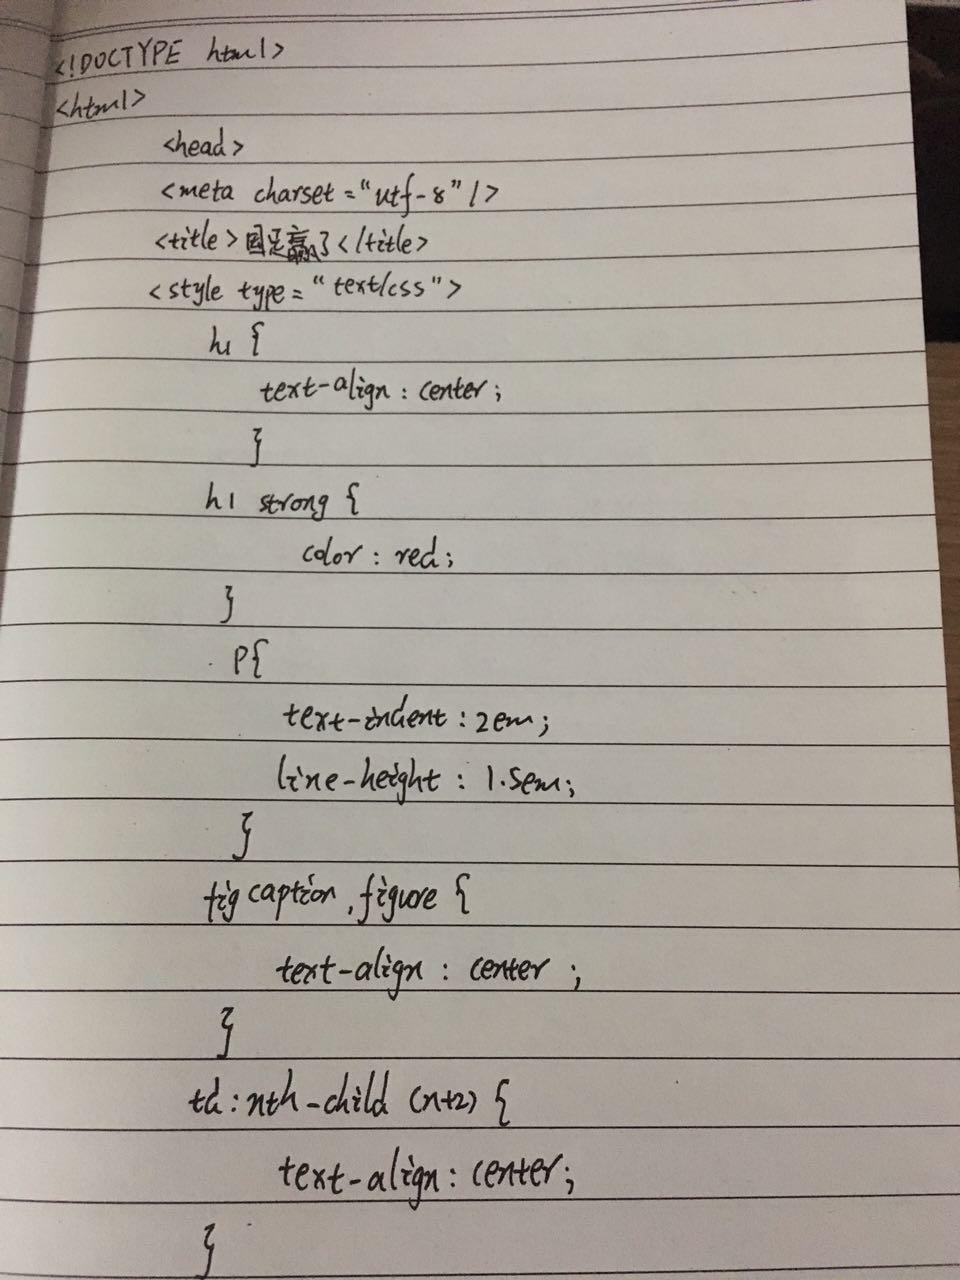 <!DOCTYPE html>
<html>
<head>
<meta charset="utf-8"/>
<title>国足赢了</title>
<style type="text/css">
h1 {
text-align: center;
}
h1 strong {
color: red;
}
p{
text-indent: 2em;
line-height: 1.5em;
}
figcaption, figure {
text-align: center;
}
td:nth-child (n+2) {
text-align: center;
}